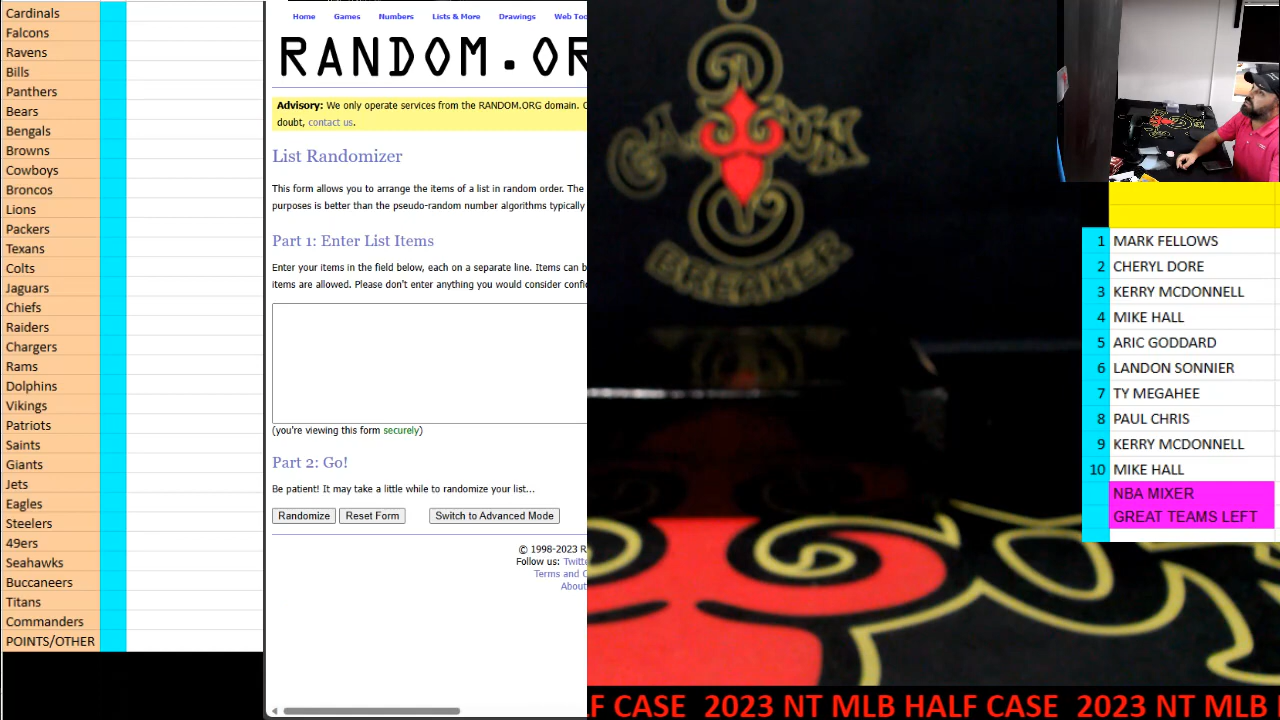 Cardinals
Falcons
Ravens
Bills
Panthers
Bears
Bengals
Browns
Cowboys
Broncos
Lions
Packers
Texans
Colts
Jaguars
Chiefs
Raiders
Chargers
Rams
Dolphins
Vikings
Patriots
Saints
Giants
Jets
Eagles
Steelers
49ers
Seahawks
Buccaneers
Titans
Commanders
POINTS/OTHER
Home Games Numbers Lists & More Drawings Web Too
RANDOM.OR
Advisory: We only operate services from the RANDOM.ORG domain.
doubt, contact us.
List Randomizer
This form allows you to arrange the items of a list in random order. The
purposes is better than the pseudo-random number algorithms typically
Part 1: Enter List Items
Enter your items in the field below, each on a separate line. Items can b
items are allowed. Please don't enter anything you would consider confi
(you're viewing this form securely)
Part 2: Go!
Be patient! It may take a little while to randomize your list...
Randomize Reset Form Switch to Advanced Mode
© 1998-2023 R
Follow us: Twitte
Terms and C
About
BREAKER
1 MARK FELLOWS
2 CHERYL DORE
3 KERRY MCDONNELL
4 MIKE HALL
5 ARIC GODDARD
6 LANDON SONNIER
7 TY MEGAHEE
8 PAUL CHRIS
9 KERRY MCDONNELL
10 MIKE HALL
NBA MIXER
GREAT TEAMS LEFT
F CASE 2023 NT MLB HALF CASE 2023 NT MLB